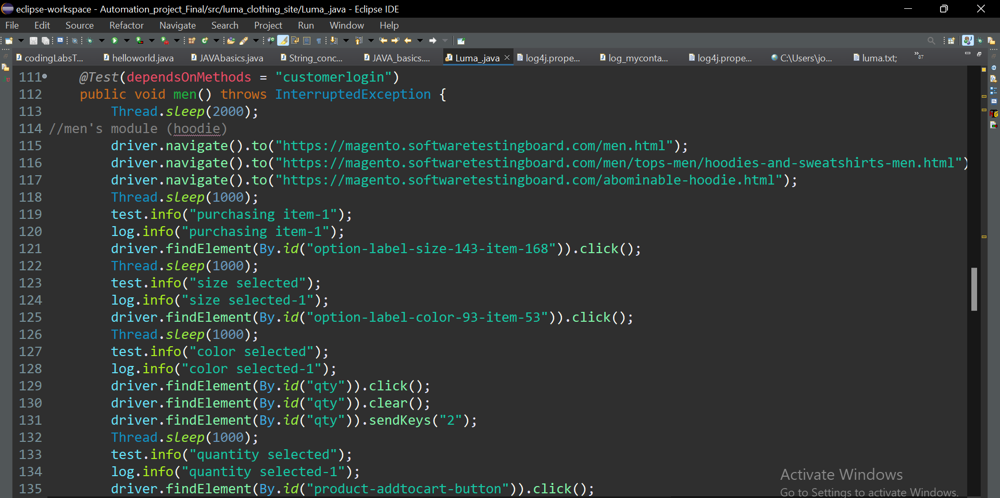 eclipse-workspace - Automation_project_Final/src/luma_clothing_site/Luma_.java - Eclipse IDE
File Edit Source Refactor Navigate Search Project Run Window Help
codingLabsT... helloworld.java JAVAbasics.java String_conc... JAVA_basics.... Luma_.java log4j.prope... log_myconta... log4j.prope... C:\Users\jo... luma.txt; »87
111 @Test(dependsOnMethods = "customerlogin")
112 public void men() throws InterruptedException {
113 Thread.sleep(2000);
114 //men's module (hoodie)
115 driver.navigate().to("https://magento.softwaretestingboard.com/men.html");
116 driver.navigate().to("https://magento.softwaretestingboard.com/men/tops-men/hoodies-and-sweatshirts-men.html")
117 driver.navigate().to("https://magento.softwaretestingboard.com/abominable-hoodie.html");
118 Thread.sleep(1000);
119 test.info("purchasing item-1");
120 log.info("purchasing item-1");
121 driver.findElement(By.id("option-label-size-143-item-168")).click();
122 Thread.sleep(1000);
123 test.info("size selected");
124 log.info("size selected-1");
125 driver.findElement(By.id("option-label-color-93-item-53")).click();
126 Thread.sleep(1000);
127 test.info("color selected");
128 log.info("color selected-1");
129 driver.findElement(By.id("qty")).click();
130 driver.findElement(By.id("qty")).clear();
131 driver.findElement(By.id("qty")).sendKeys("2");
132 Thread.sleep(1000);
133 test.info("quantity selected");
134 log.info("quantity selected-1");
135 driver.findElement(By.id("product-addtocart-button")).click();
Activate Windows
Go to Settings to activate Windows.